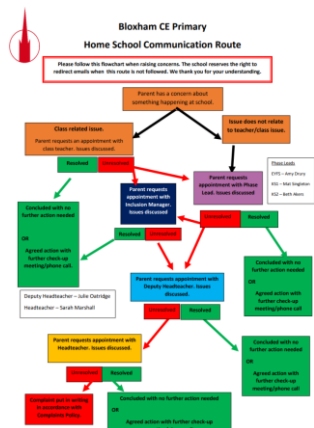 Bloxham CE Primary
Home School Communication Route
Please follow this flowchart when raising concerns. The school reserves the right to
redirect emails when this route is not followed. We thank you for your understanding.
Parent has a concern about
something happening at school.
Class related issue.
Parent requests an appointment with
class teacher. Issues discussed.
Issue does not relate
to teacher/class issue.
Resolved
Unresolved
Parent requests
appointment with
Inclusion Manager.
Issues discussed
Parent requests
appointment with Phase
Lead. Issues discussed
Phase Leads
EYFS – Amy Drury
KS1 – Mat Singleton
KS2 – Beth Akers
Concluded with no
further action needed
OR
Agreed action with
further check-up
meeting/phone call.
Unresolved
Resolved
Resolved
Unresolved
Concluded with no
further action needed
OR
Agreed action with
further check-up
meeting/phone call
Parent requests appointment with
Deputy Headteacher. Issues
discussed.
Deputy Headteacher – Julie Oatridge
Headteacher – Sarah Marshall
Unresolved
Resolved
Parent requests appointment with
Headteacher. Issues discussed.
Concluded with no
further action needed
OR
Agreed action with
further check-up
meeting/phone call
Unresolved
Resolved
Complaint put in writing
in accordance with
Complaints Policy.
Concluded with no further action needed
OR
Agreed action with further check-up